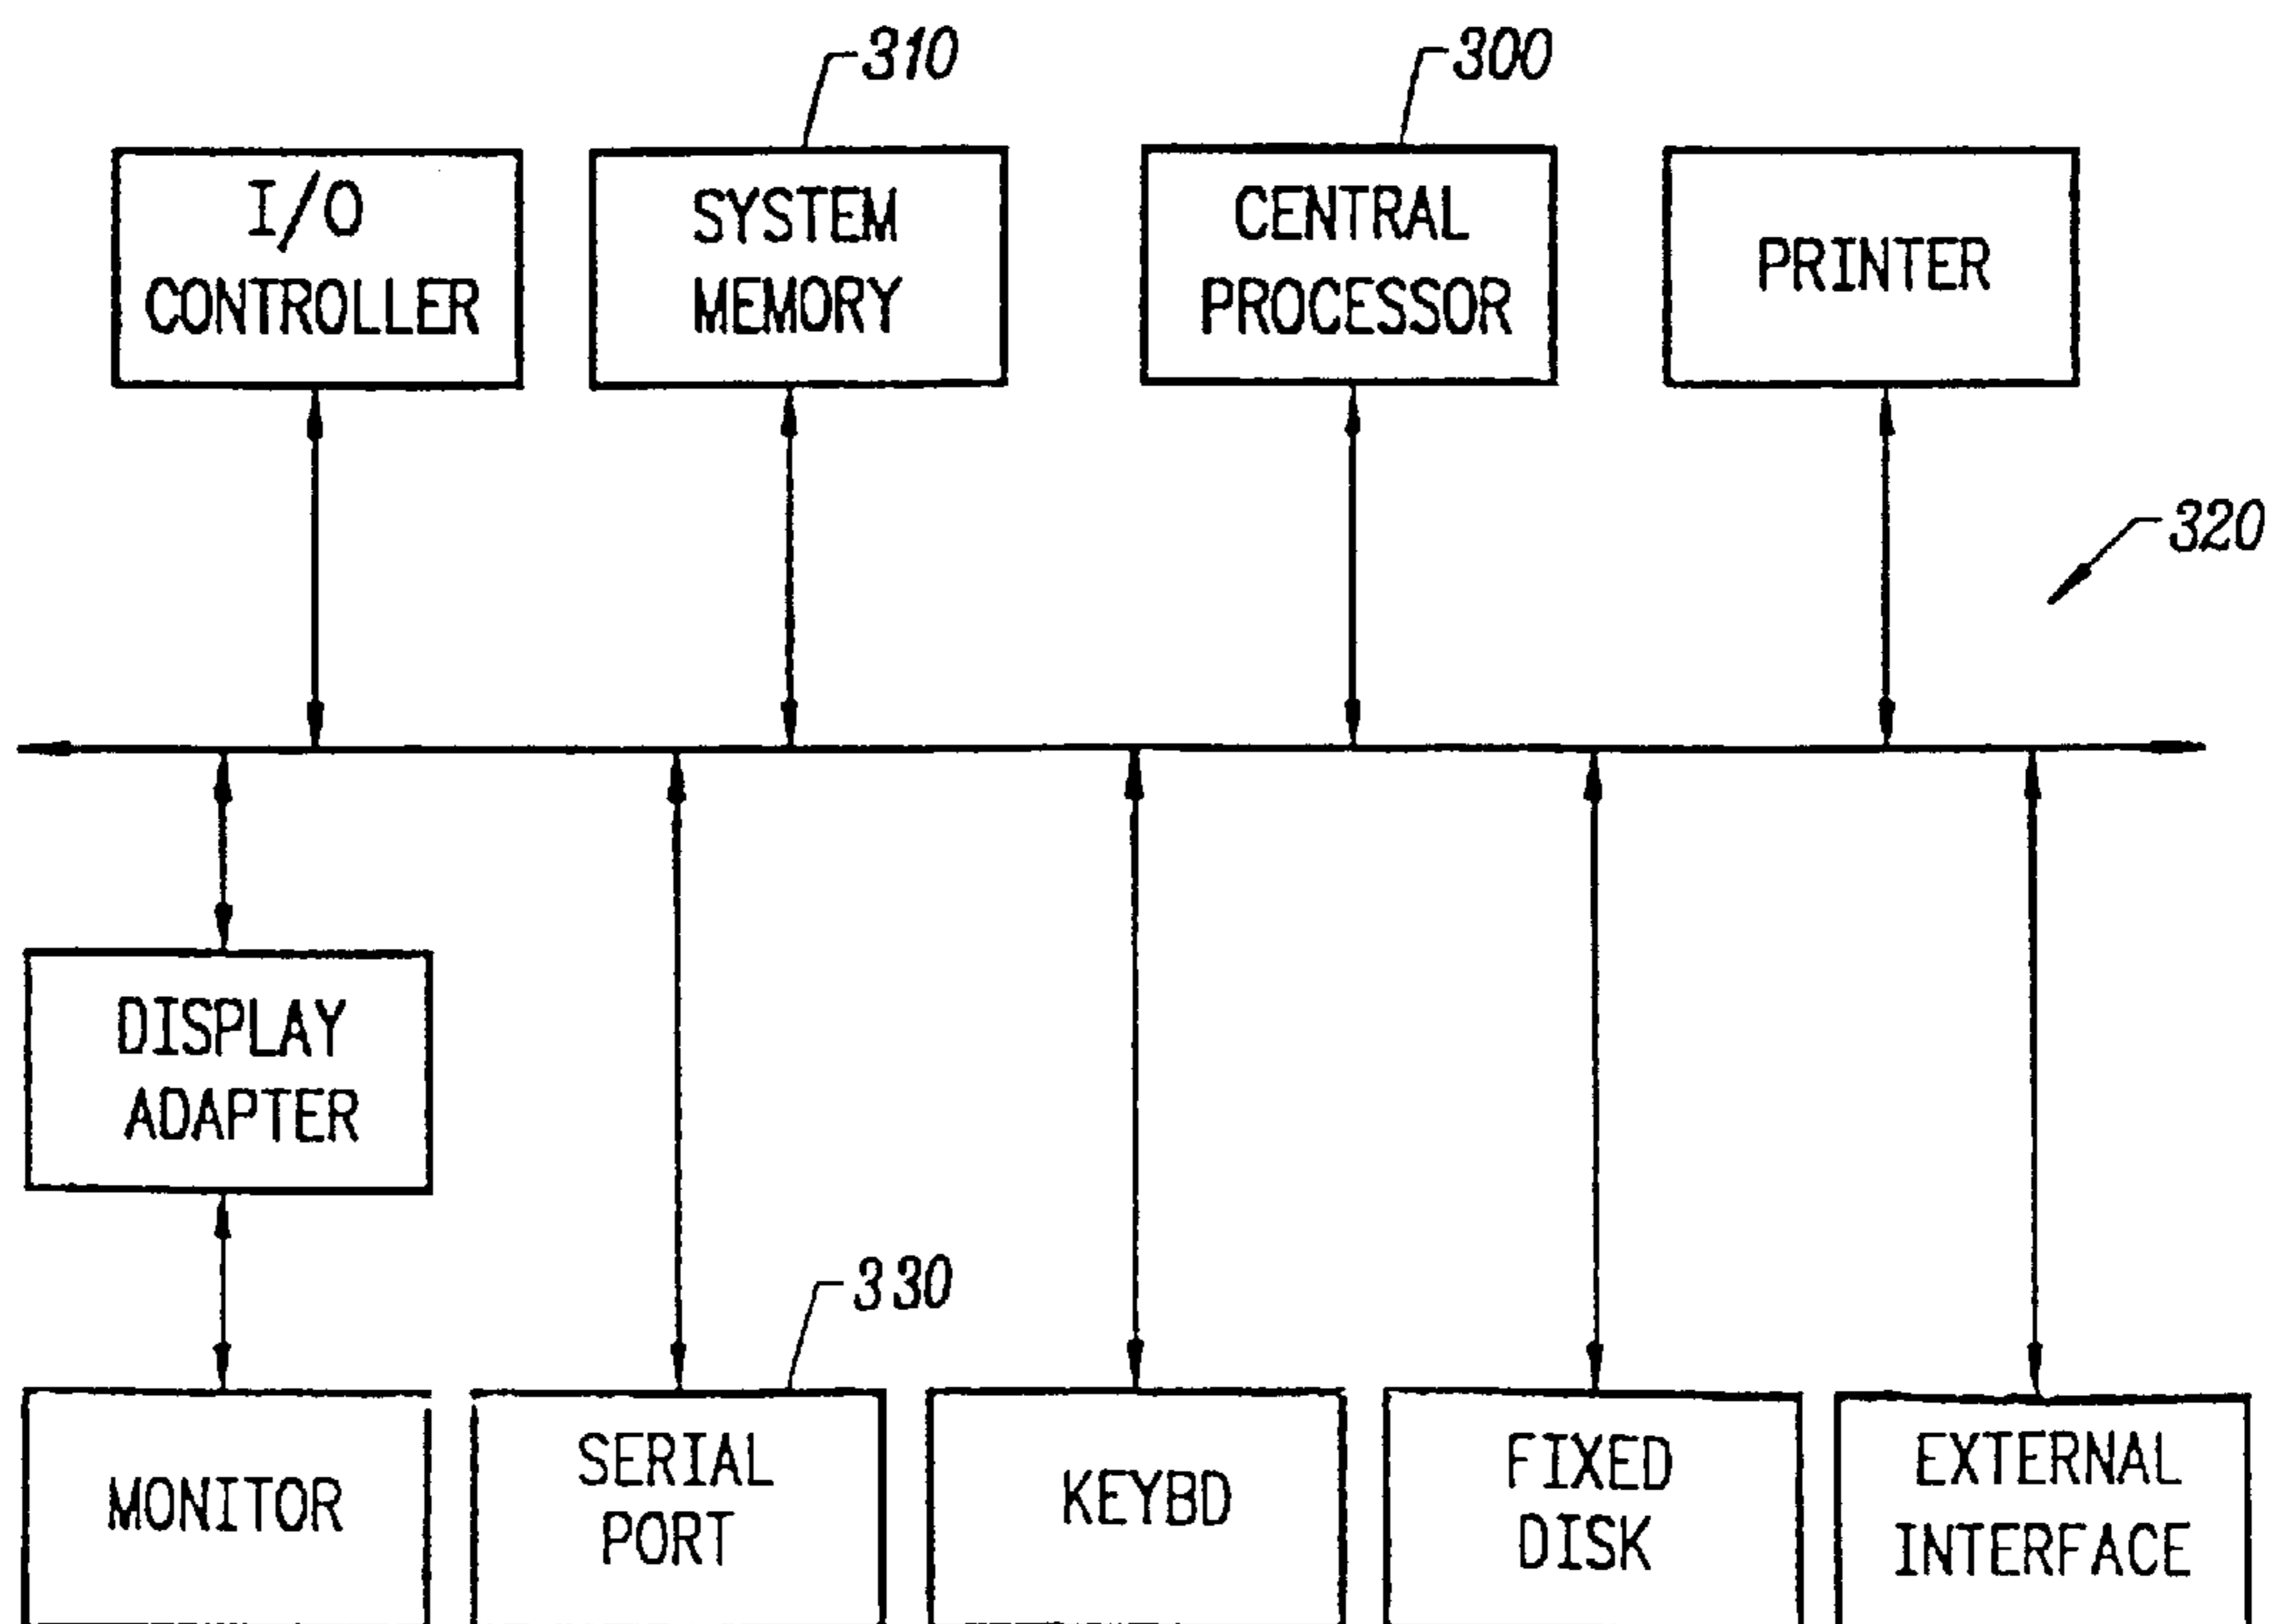 310
300
I/O
CONTROLLER
SYSTEM
MEMORY
CENTRAL
PROCESSOR
PRINTER
320
DISPLAY
ADAPTER
330
MONITOR
SERIAL
PORT
KEYBD
FIXED
DISK
EXTERNAL
INTERFACE